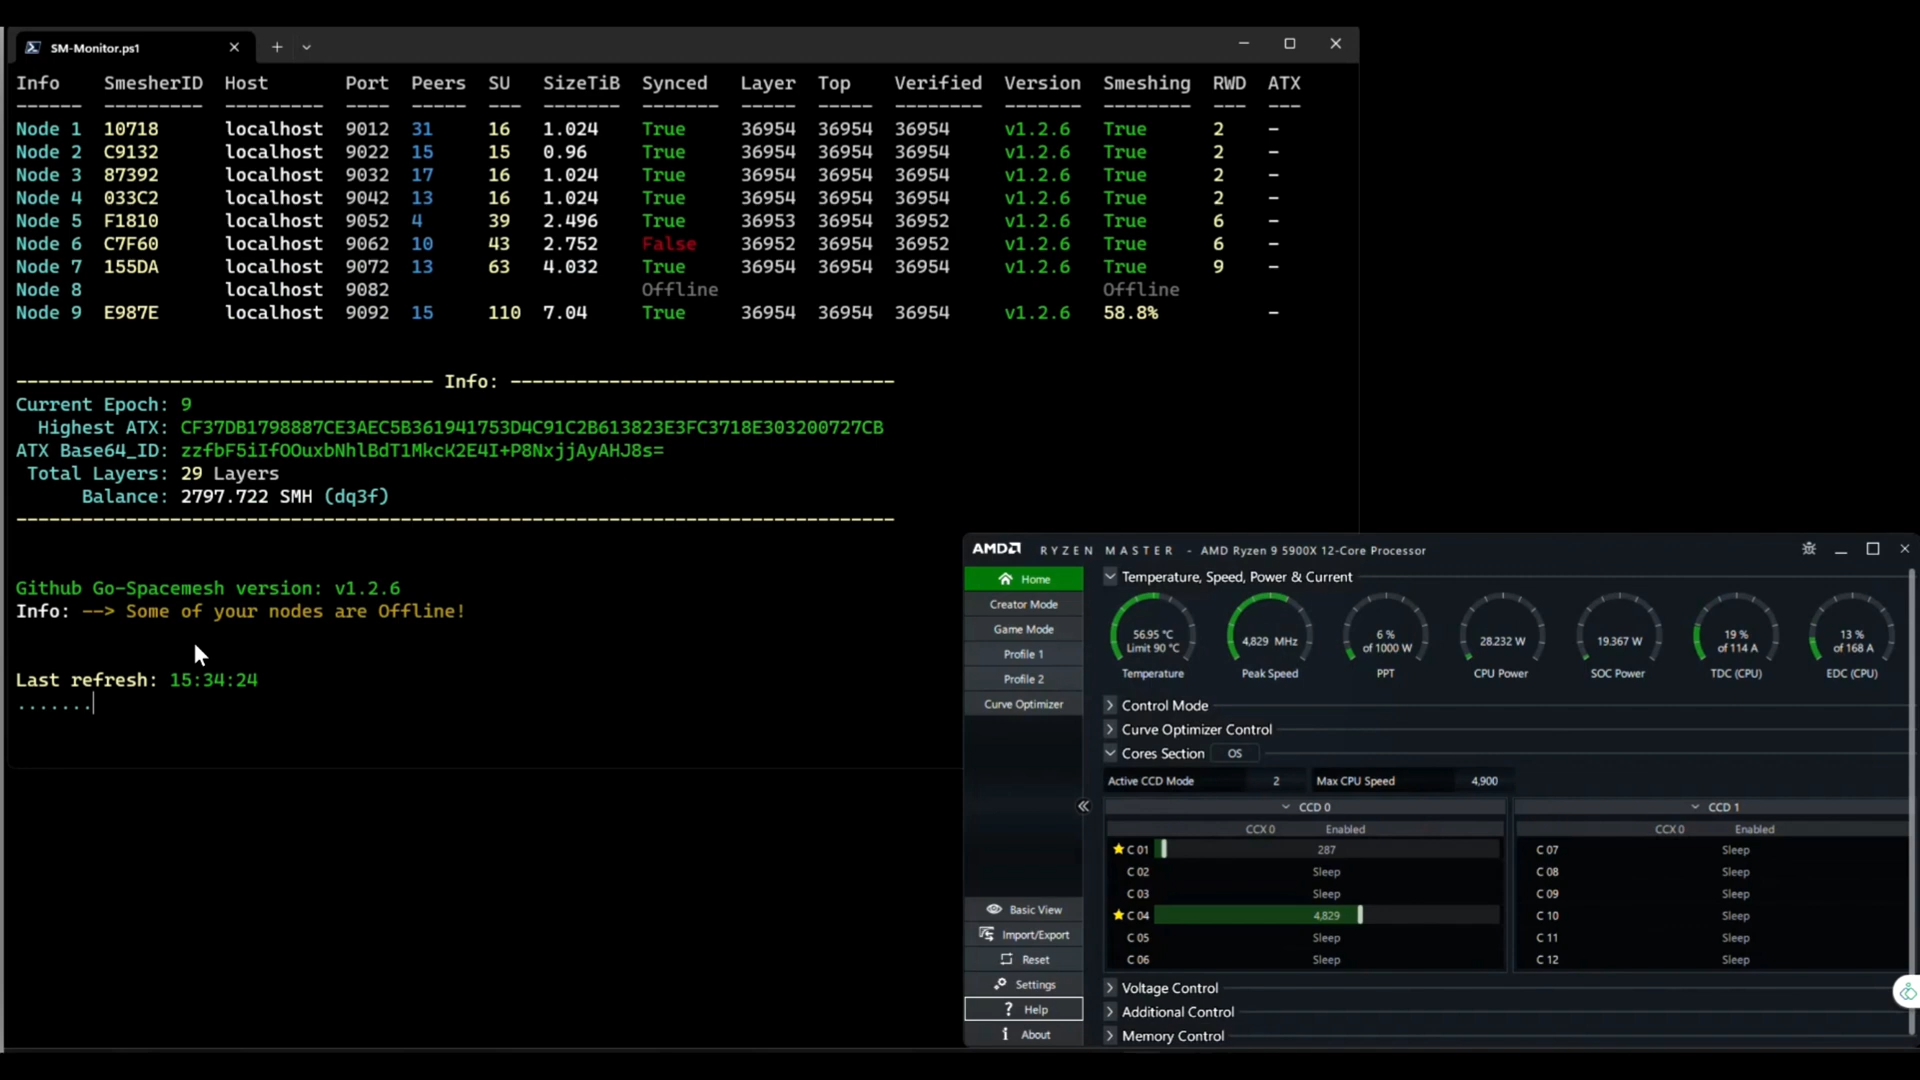 SM-Monitor.ps1
Info SmesherID Host Port Peers SU SizeTiB Synced Layer Top Verified Version Smeshing RWD ATX
------ --------- --------- ---- ----- --- ------- ------- ----- ----- -------- ------- -------- --- ---
Node 1 10718 localhost 9012 31 16 1.024 True 36954 36954 36954 v1.2.6 True 2 -
Node 2 C9132 localhost 9022 15 15 0.96 True 36954 36954 36954 v1.2.6 True 2 -
Node 3 87392 localhost 9032 17 16 1.024 True 36954 36954 36954 v1.2.6 True 2 -
Node 4 033C2 localhost 9042 13 16 1.024 True 36954 36954 36954 v1.2.6 True 2 -
Node 5 F1810 localhost 9052 4 39 2.496 True 36953 36954 36952 v1.2.6 True 6 -
Node 6 C7F60 localhost 9062 10 43 2.752 False 36952 36954 36952 v1.2.6 True 6 -
Node 7 155DA localhost 9072 13 63 4.032 True 36954 36954 36954 v1.2.6 True 9 -
Node 8 localhost 9082 Offline Offline
Node 9 E987E localhost 9092 15 110 7.04 True 36954 36954 36954 v1.2.6 58.8% -
-------------------------------------- Info: -----------------------------------
Current Epoch: 9
Highest ATX: CF37DB1798887CE3AEC5B361941753D4C91C2B613823E3FC3718E303200727CB
ATX Base64_ID: zzfbF5iIfOOuxbNhlBdT1MkcK2E4I+P8NxjjAyAHJ8s=
Total Layers: 29 Layers
Balance: 2797.722 SMH (dq3f)
--------------------------------------------------------------------------------
Github Go-Spacemesh version: v1.2.6
Info: --> Some of your nodes are Offline!
Last refresh: 15:34:24
.......
AMD RYZEN MASTER - AMD Ryzen 9 5900X 12-Core Processor
Home
Creator Mode
Game Mode
Profile 1
Profile 2
Curve Optimizer
Basic View
Import/Export
Reset
Settings
? Help
i About
Temperature, Speed, Power & Current
56.95 °C
Limit 90 °C
Temperature
4,829 MHz
Peak Speed
6 %
of 1000 W
PPT
28.232 W
CPU Power
19.367 W
SOC Power
19 %
of 114 A
TDC (CPU)
13 %
of 168 A
EDC (CPU)
Control Mode
Curve Optimizer Control
Cores Section OS
Active CCD Mode 2 Max CPU Speed 4,900
CCD 0
CCX 0 Enabled
C 01 287
C 02 Sleep
C 03 Sleep
C 04 4,829
C 05 Sleep
C 06 Sleep
CCD 1
CCX 0 Enabled
C 07 Sleep
C 08 Sleep
C 09 Sleep
C 10 Sleep
C 11 Sleep
C 12 Sleep
Voltage Control
Additional Control
Memory Control